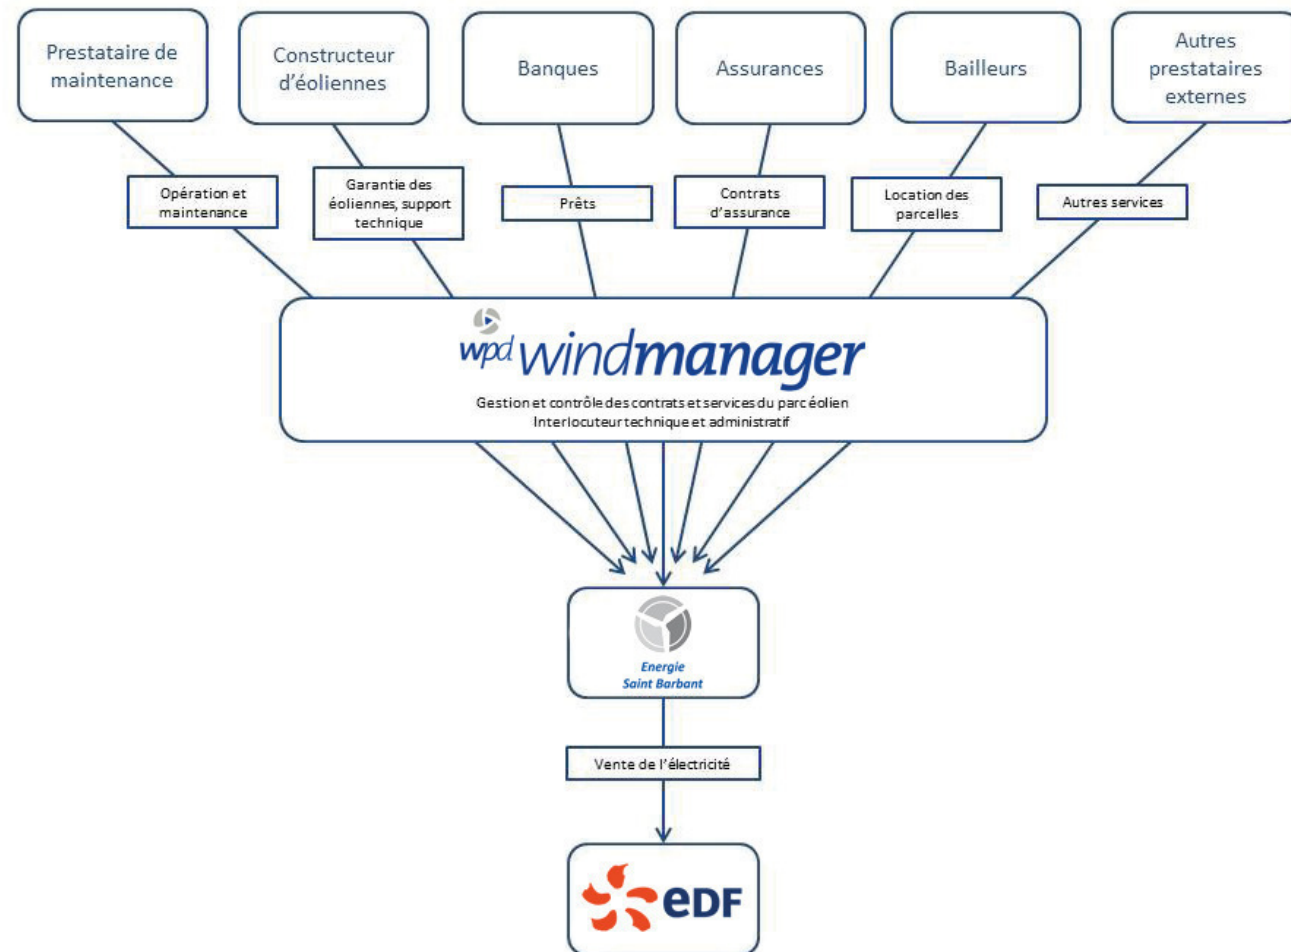 Prestataire de
maintenance
Constructeur
d'éoliennes
Banques
Assurances
Bailleurs
Autres
prestataires
externes
Opération et
maintenance
Garantie des
éoliennes, support
technique
Prêts
Contrats
d'assurance
Location des
parcelles
Autres services
wpd windmanager
Gestion et contrôle des contrats et services du parc éolien
Interlocuteur technique et administratif
Energie
Saint Barbant
Vente de l'électricité
eDF